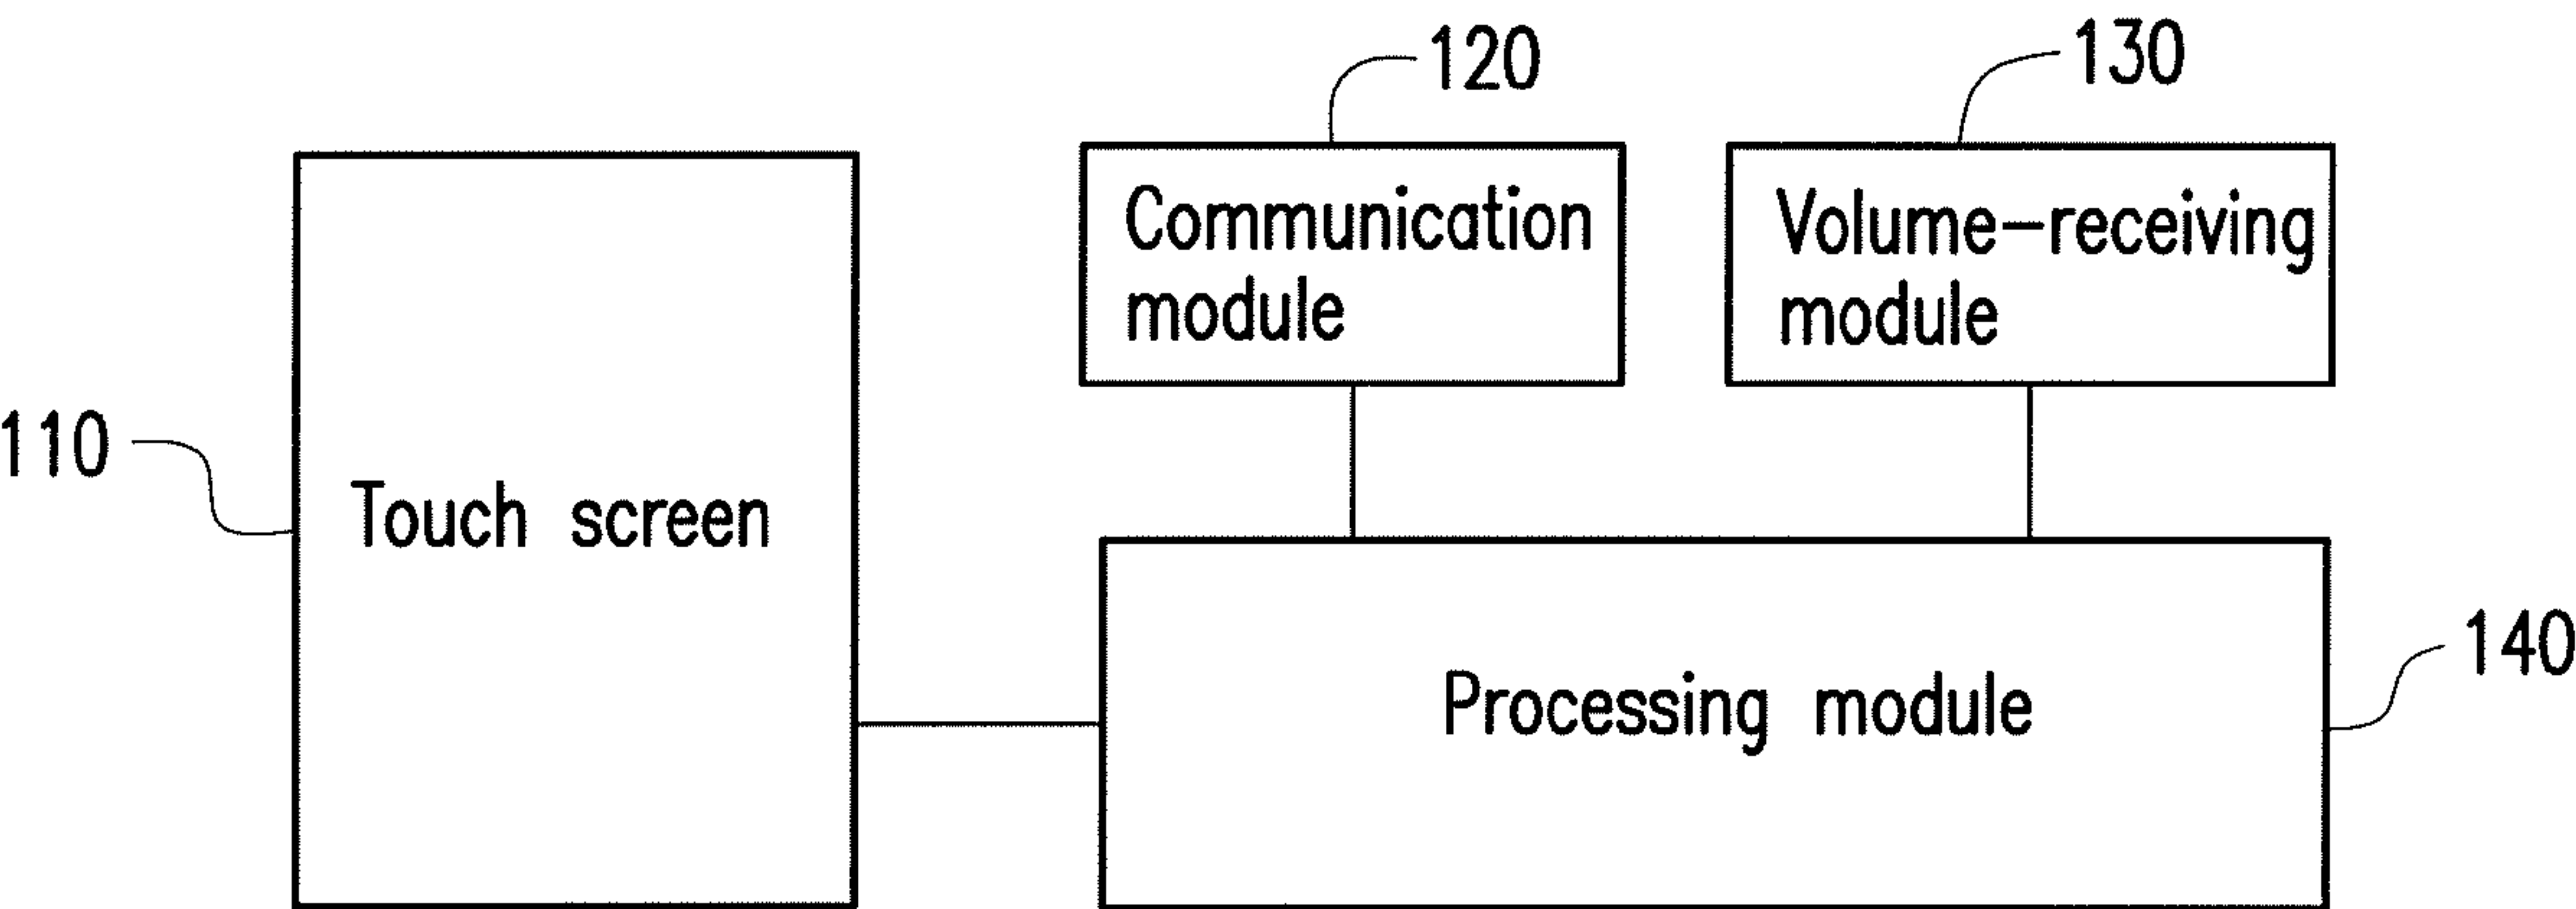 120
130
Communication
module
Volume-receiving
module
110
Touch screen
140
Processing module